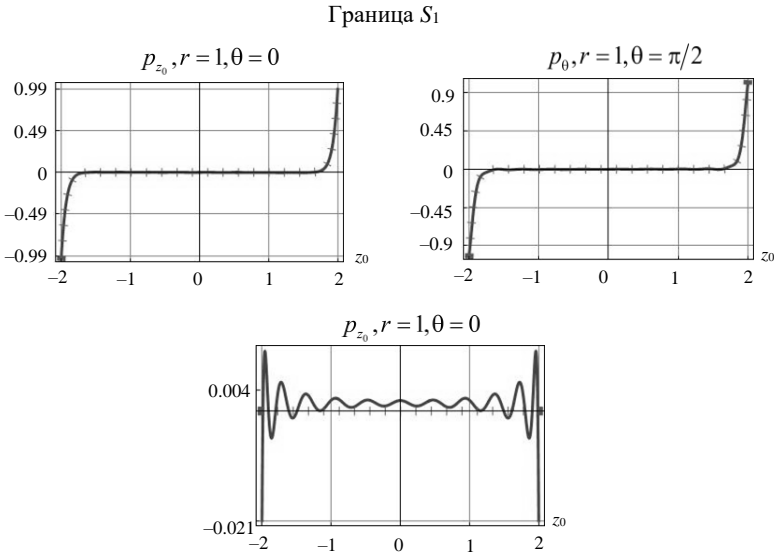 Граница S₁
p_{z₀}, r = 1, θ = 0
0.99
0.49
0
−0.49
−0.99
−2 −1 0 1 2
z₀
p_θ, r = 1, θ = π/2
0.9
0.45
0
−0.45
−0.9
−2 −1 0 1 2
z₀
p_{z₀}, r = 1, θ = 0
0.004
−0.021
−2 −1 0 1 2
z₀